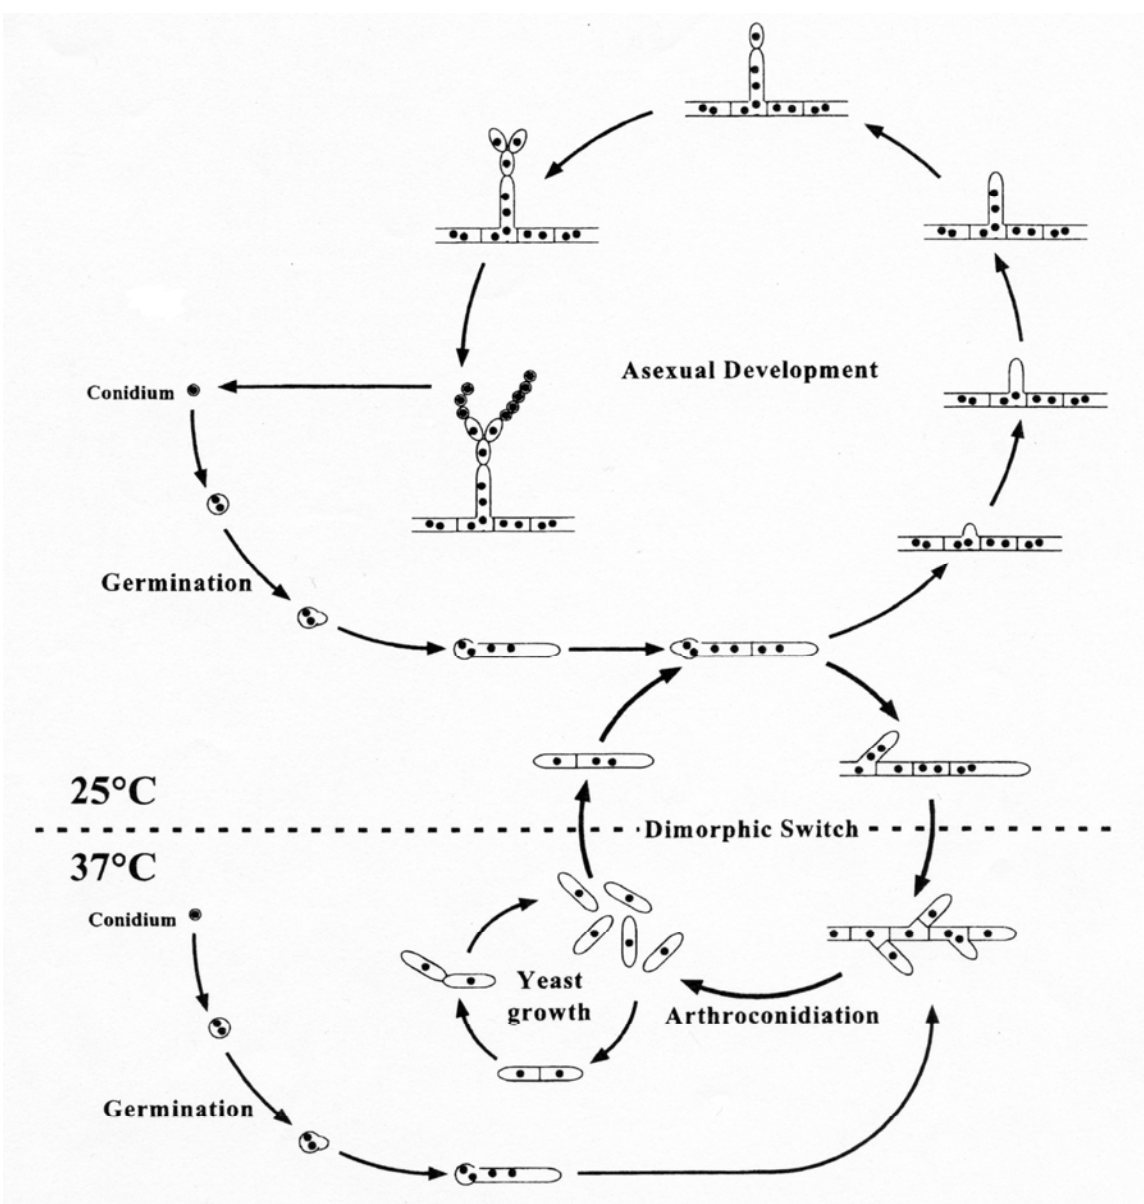 Asexual Development
Conidium
Germination
25°C
Dimorphic Switch
37°C
Conidium
Yeast
growth
Arthroconidiation
Germination